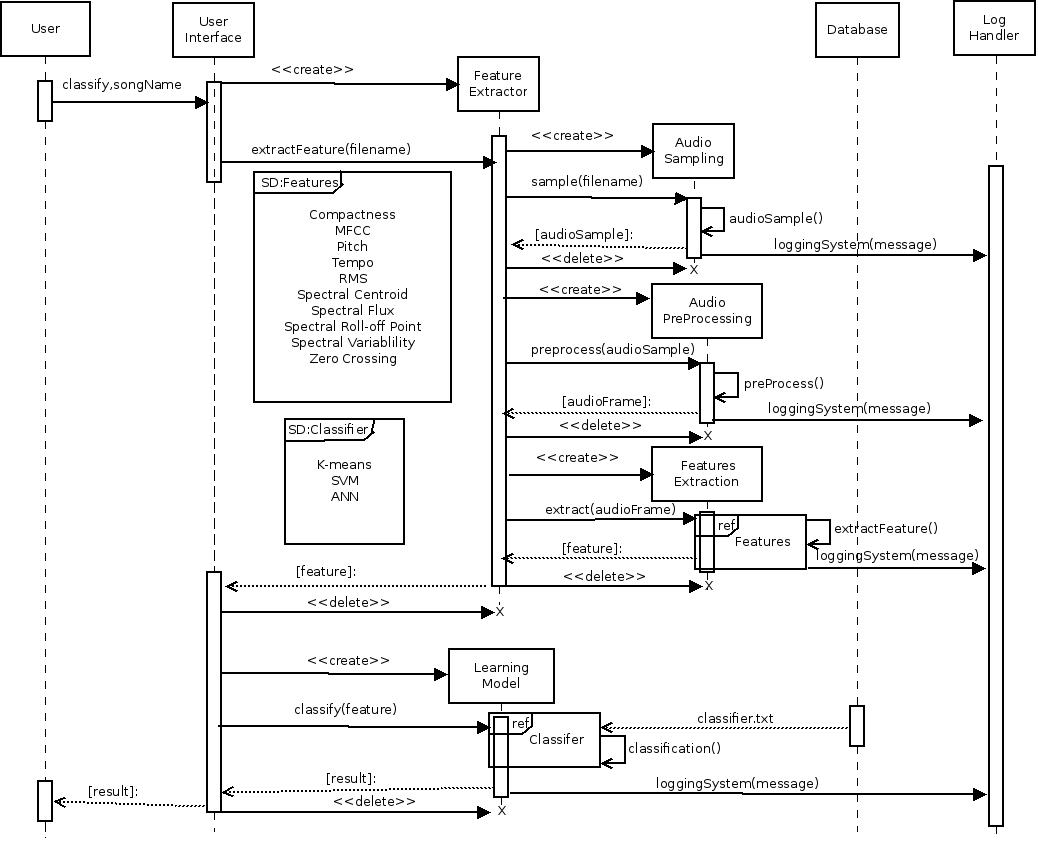 User
User
Interface
Database
Log
Handler
<<create>>
Feature
Extractor
classify,songName
<<create>>
Audio
Sampling
extractFeature(filename)
SD:Features
sample(filename)
audioSample()
Compactness
MFCC
Pitch
Tempo
RMS
Spectral Centroid
Spectral Flux
Spectral Roll-off Point
Spectral Variablility
Zero Crossing
[audioSample]:
loggingSystem(message)
<<delete>>
X
<<create>>
Audio
PreProcessing
preprocess(audioSample)
preProcess()
[audioFrame]:
loggingSystem(message)
<<delete>>
X
SD:Classifier
K-means
SVM
ANN
<<create>>
Features
Extraction
extract(audioFrame)
ref
Features
extractFeature()
[feature]:
loggingSystem(message)
[feature]:
<<delete>>
X
<<delete>>
X
<<create>>
Learning
Model
classify(feature)
ref
Classifer
classifier.txt
classification()
[result]:
loggingSystem(message)
[result]:
<<delete>>
X